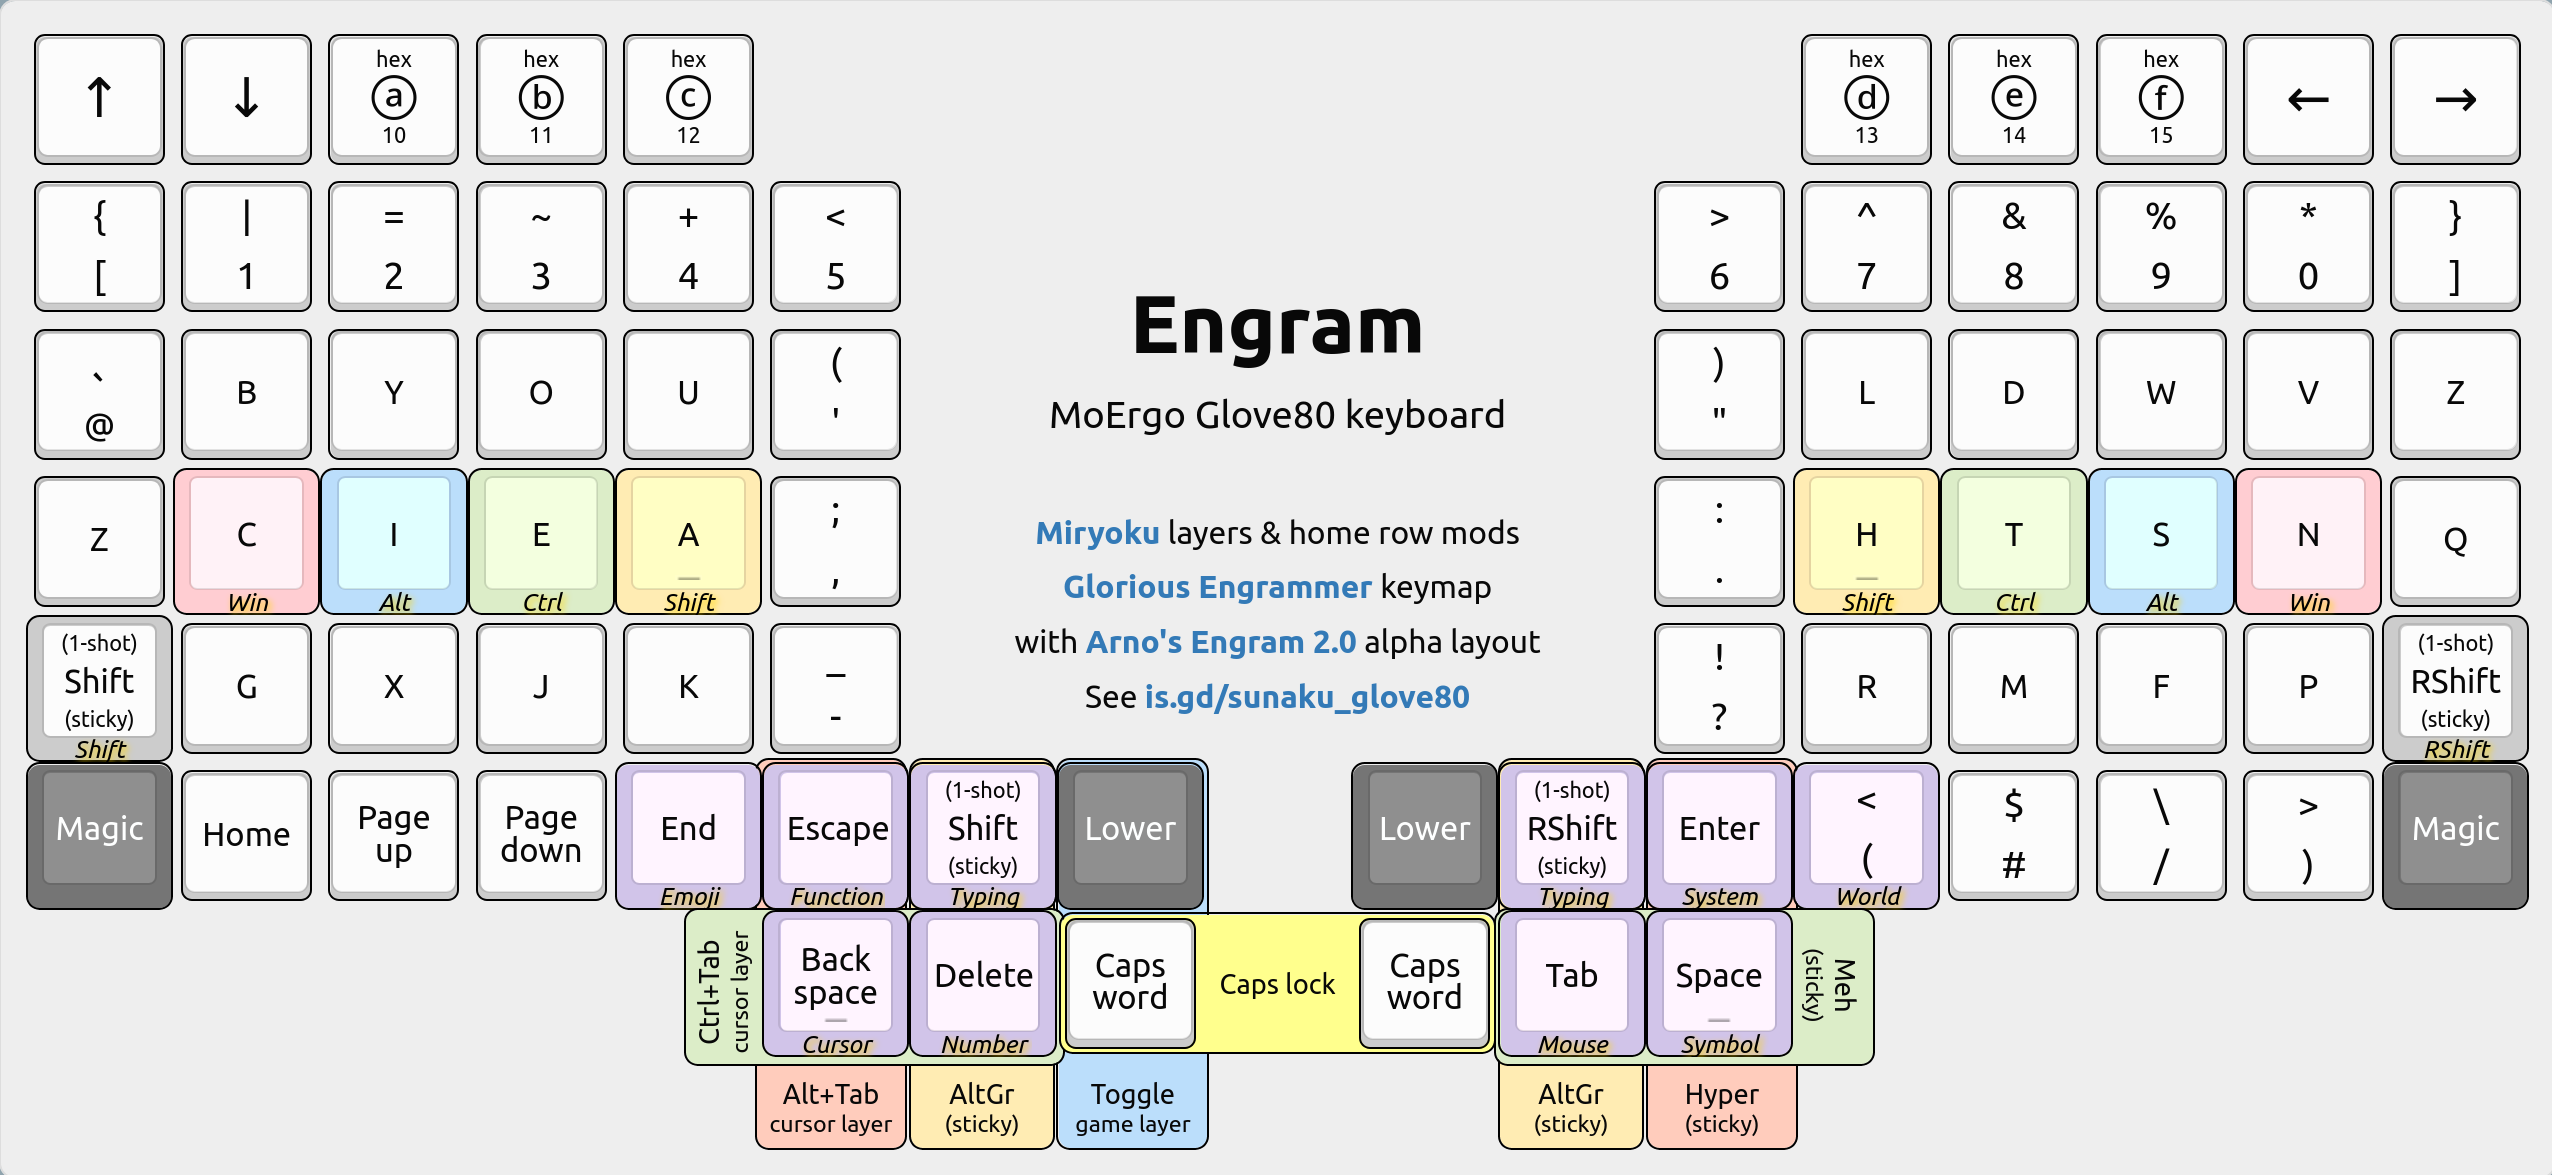 ↑ ↓ hex hex hex hex hex hex ← →
ⓐ ⓑ ⓒ ⓓ ⓔ ⓕ
10 11 12 13 14 15
{ | = ~ + < > ^ & % * }
[ 1 2 3 4 5 6 7 8 9 0 ]
Engram
MoErgo Glove80 keyboard
` B Y O U ( ) L D W V Z
@ ' "
Miryoku layers & home row mods
Glorious Engrammer keymap
with Arno's Engram 2.0 alpha layout
See is.gd/sunaku_glove80
Z C I E A ; : H T S N Q
_ , . _
Win Alt Ctrl Shift Shift Ctrl Alt Win
(1-shot) G X J K _ ! R M F P (1-shot)
Shift - ? RShift
(sticky) (sticky)
Shift RShift
Magic Home Page up Page down End Escape (1-shot) Shift (sticky) Lower Lower (1-shot) RShift (sticky) Enter < $ \ > Magic
( # / )
Emoji Function Typing Typing System World
Ctrl+Tab
cursor layer
Back space Delete Caps word Caps lock Caps word Tab Space
_ _
Cursor Number Mouse Symbol
Meh
(sticky)
Alt+Tab AltGr Toggle AltGr Hyper
cursor layer (sticky) game layer (sticky) (sticky)